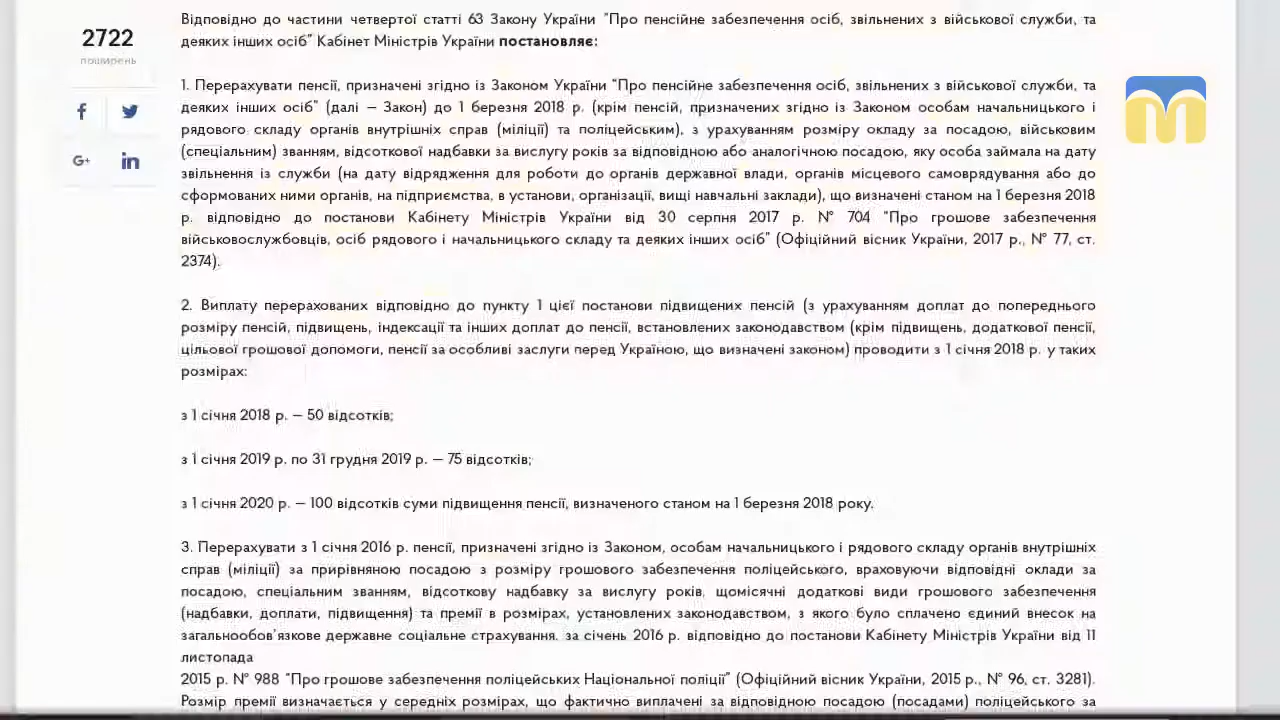 2722
поширень
Відповідно до частини четвертої статті 63 Закону України "Про пенсійне забезпечення осіб, звільнених з військової служби, та
деяких інших осіб" Кабінет Міністрів України постановляє:
1. Перерахувати пенсії, призначені згідно із Законом України "Про пенсійне забезпечення осіб, звільнених з військової служби, та
деяких інших осіб" (далі — Закон) до 1 березня 2018 р. (крім пенсій, призначених згідно із Законом особам начальницького і
рядового складу органів внутрішніх справ (міліції) та поліцейським), з урахуванням розміру окладу за посадою, військовим
(спеціальним) званням, відсоткової надбавки за вислугу років за відповідною або аналогічною посадою, яку особа займала на дату
звільнення із служби (на дату відрядження для роботи до органів державної влади, органів місцевого самоврядування або до
сформованих ними органів, на підприємства, в установи, організації, вищі навчальні заклади), що визначені станом на 1 березня 2018
р. відповідно до постанови Кабінету Міністрів України від 30 серпня 2017 р. № 704 "Про грошове забезпечення
військовослужбовців, осіб рядового і начальницького складу та деяких інших осіб" (Офіційний вісник України, 2017 р., № 77, ст.
2374).
2. Виплату перерахованих відповідно до пункту 1 цієї постанови підвищених пенсій (з урахуванням доплат до попереднього
розміру пенсій, підвищень, індексації та інших доплат до пенсії, встановлених законодавством (крім підвищень, додаткової пенсії,
цільової грошової допомоги, пенсії за особливі заслуги перед Україною, що визначені законом) проводити з 1 січня 2018 р. у таких
розмірах:
з 1 січня 2018 р. — 50 відсотків;
з 1 січня 2019 р. по 31 грудня 2019 р. — 75 відсотків;
з 1 січня 2020 р. — 100 відсотків суми підвищення пенсії, визначеного станом на 1 березня 2018 року.
3. Перерахувати з 1 січня 2016 р. пенсії, призначені згідно із Законом, особам начальницького і рядового складу органів внутрішніх
справ (міліції) за прирівняною посадою з розміру грошового забезпечення поліцейського, враховуючи відповідні оклади за
посадою, спеціальним званням, відсоткову надбавку за вислугу років, щомісячні додаткові види грошового забезпечення
(надбавки, доплати, підвищення) та премії в розмірах, установлених законодавством, з якого було сплачено єдиний внесок на
загальнообов'язкове державне соціальне страхування, за січень 2016 р. відповідно до постанови Кабінету Міністрів України від 11
листопада
2015 р. № 988 "Про грошове забезпечення поліцейських Національної поліції" (Офіційний вісник України, 2015 р., № 96, ст. 3281).
Розмір премії визначається у середніх розмірах, що фактично виплачені за відповідною посадою (посадами) поліцейського за